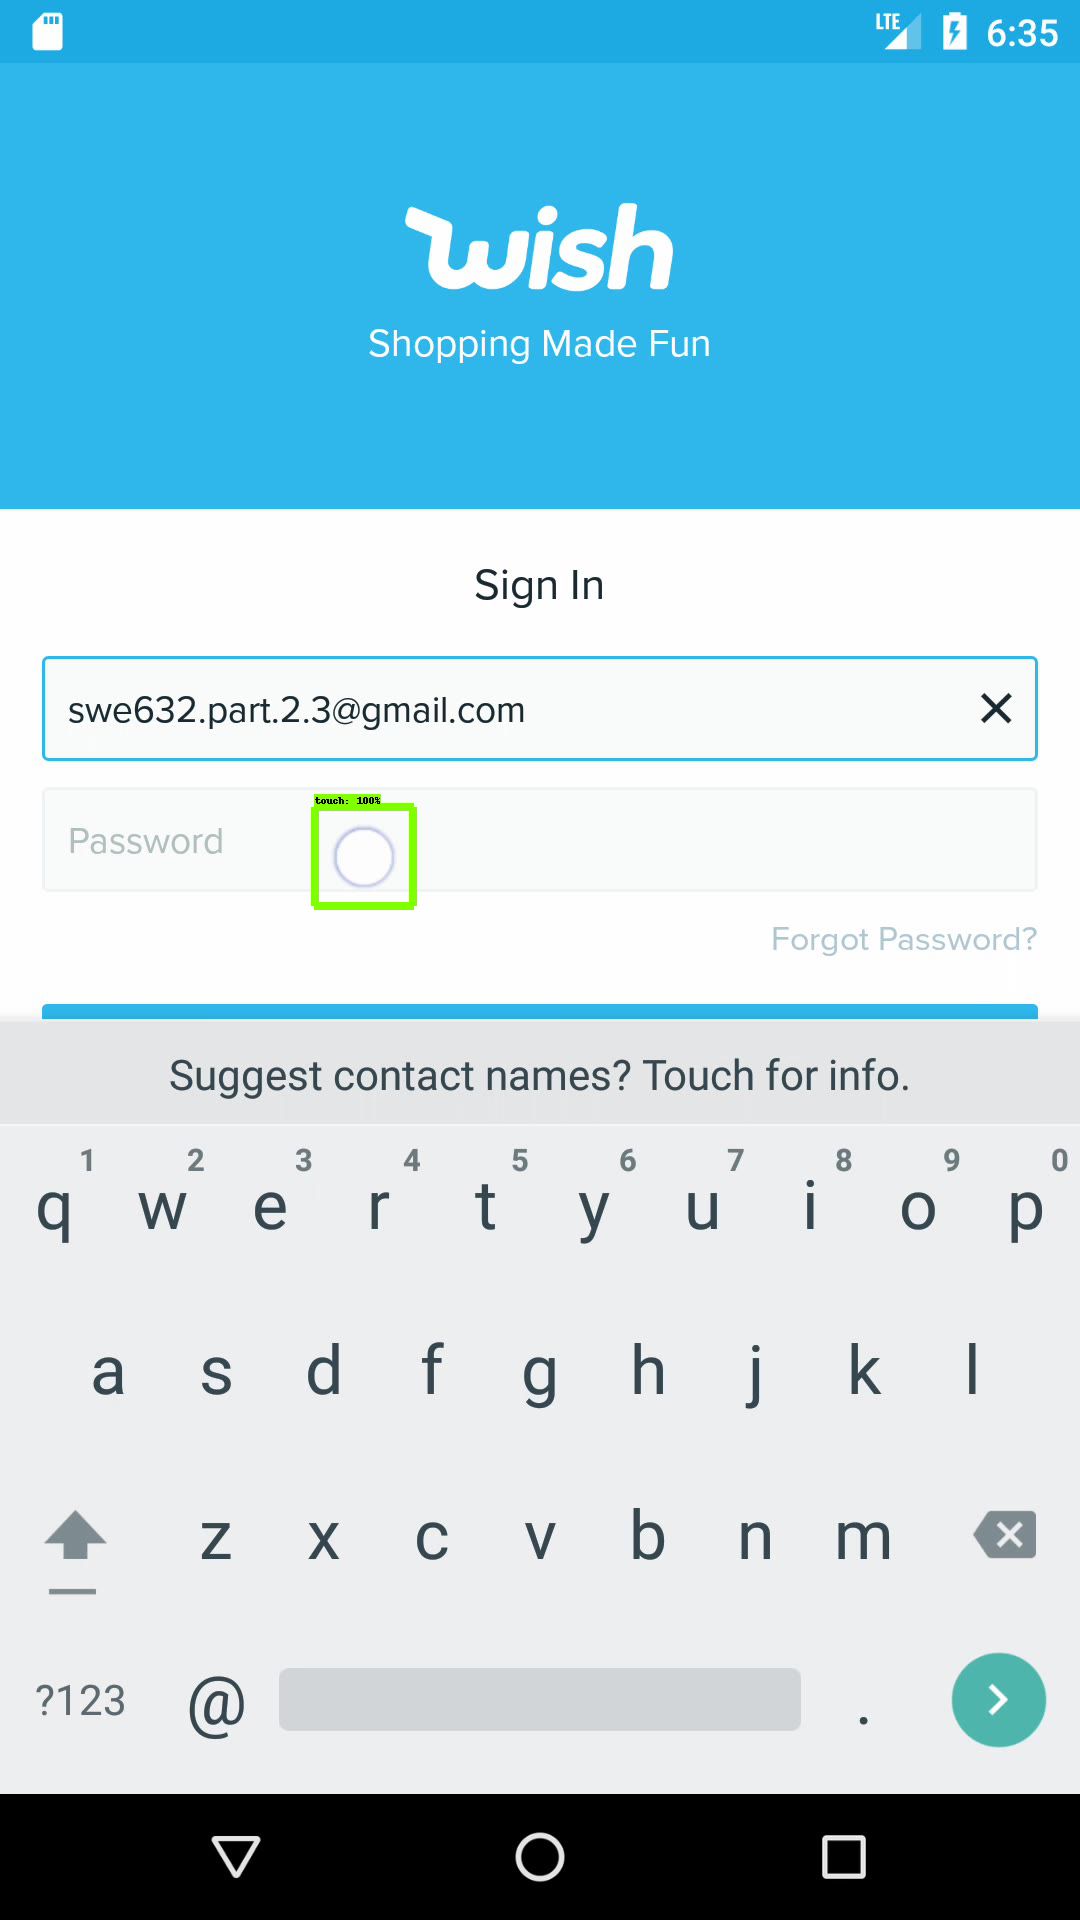 LTE 6:35
wish
Shopping Made Fun
Sign In
swe632.part.2.3@gmail.com
touch: 100%
Password
Forgot Password?
Suggest contact names? Touch for info.
1 2 3 4 5 6 7 8 9 0
q w e r t y u i o p
a s d f g h j k l
z x c v b n m
?123 @ .